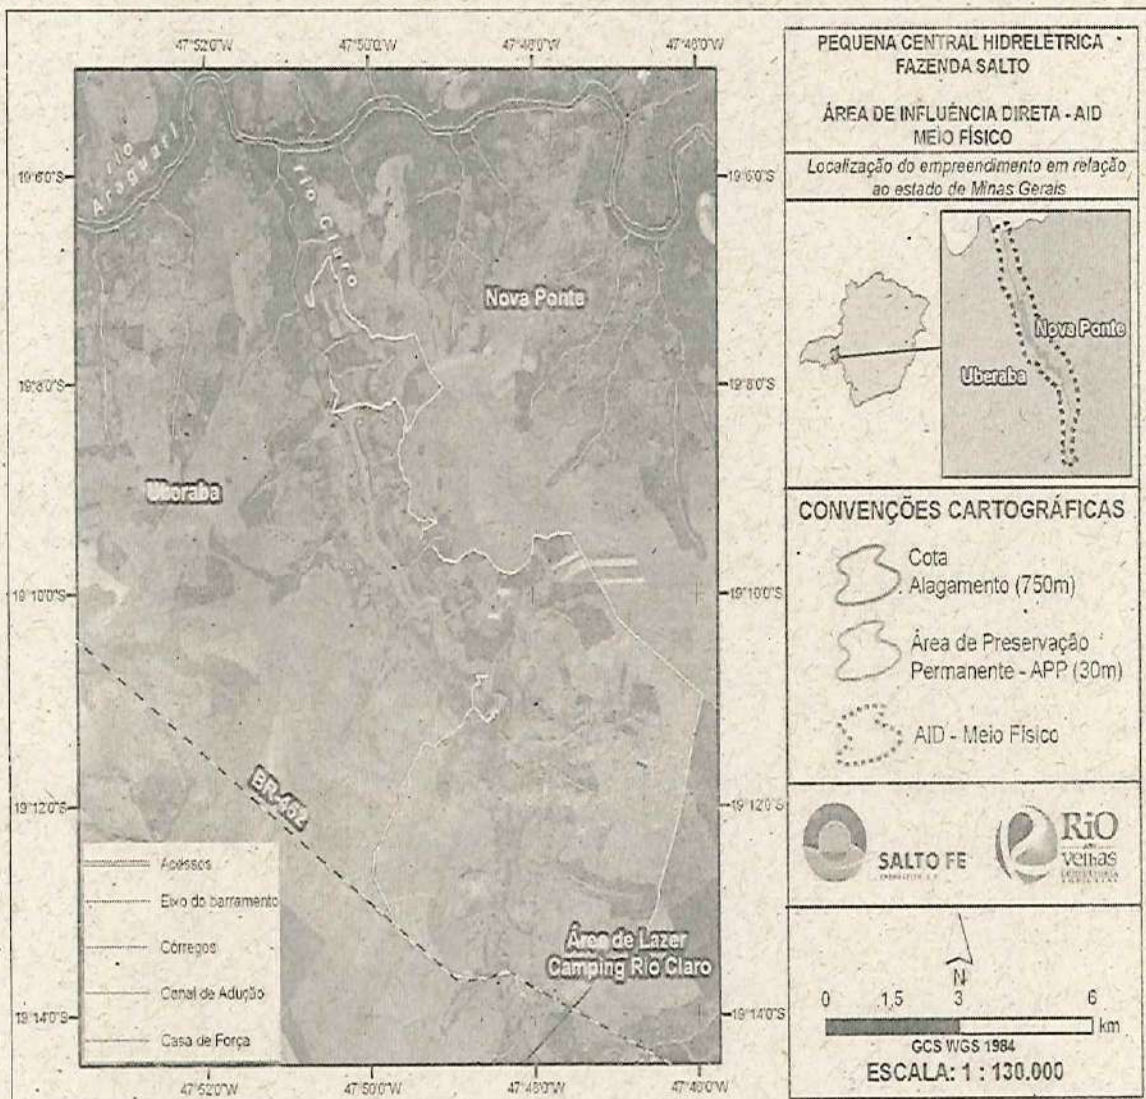 47°52'0"W
47°50'0"W
47°48'0"W
47°46'0"W
PEQUENA CENTRAL HIDRELÉTRICA
FAZENDA SALTO
ÁREA DE INFLUÊNCIA DIRETA - AID
MEIO FÍSICO
Localização do empreendimento em relação
ao estado de Minas Gerais
rio
Araguari
rio Claro
19°6'0"S
19°6'0"S
Nova Ponte
Nova Ponte
Uberaba
19°8'0"S
19°8'0"S
Uberaba
CONVENÇÕES CARTOGRÁFICAS
Cota
Alagamento (750m)
19°10'0"S
19°10'0"S
Área de Preservação
Permanente - APP (30m)
AID - Meio Físico
BR-452
19°12'0"S
19°12'0"S
SALTO FE
RiO
velhas
Acessos
Eixo do barramento
Córregos
Canal de Adução
Casa de Força
Área de Lazer
Camping Rio Claro
N
0 1,5 3 6
km
GCS WGS 1984
ESCALA: 1 : 130.000
19°14'0"S
19°14'0"S
47°52'0"W
47°50'0"W
47°48'0"W
47°46'0"W